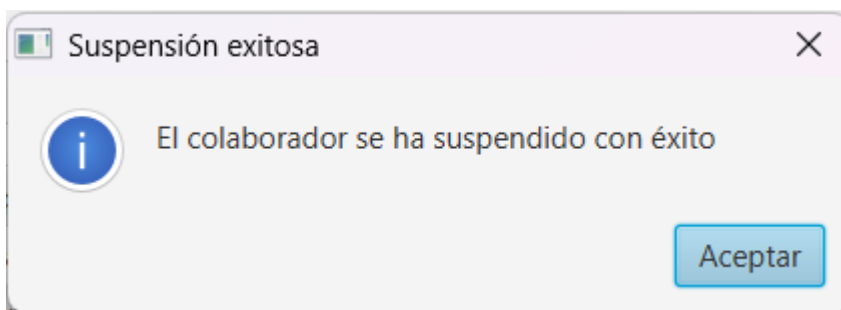 Suspensión exitosa
El colaborador se ha suspendido con éxito
Aceptar